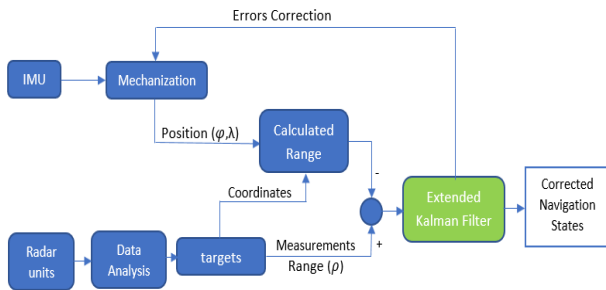 Errors Correction
IMU
Mechanization
Position (φ,λ)
Calculated
Range
-
Coordinates
Extended
Kalman Filter
Corrected
Navigation
States
Radar
units
Data
Analysis
targets
Measurements
Range (ρ)
+